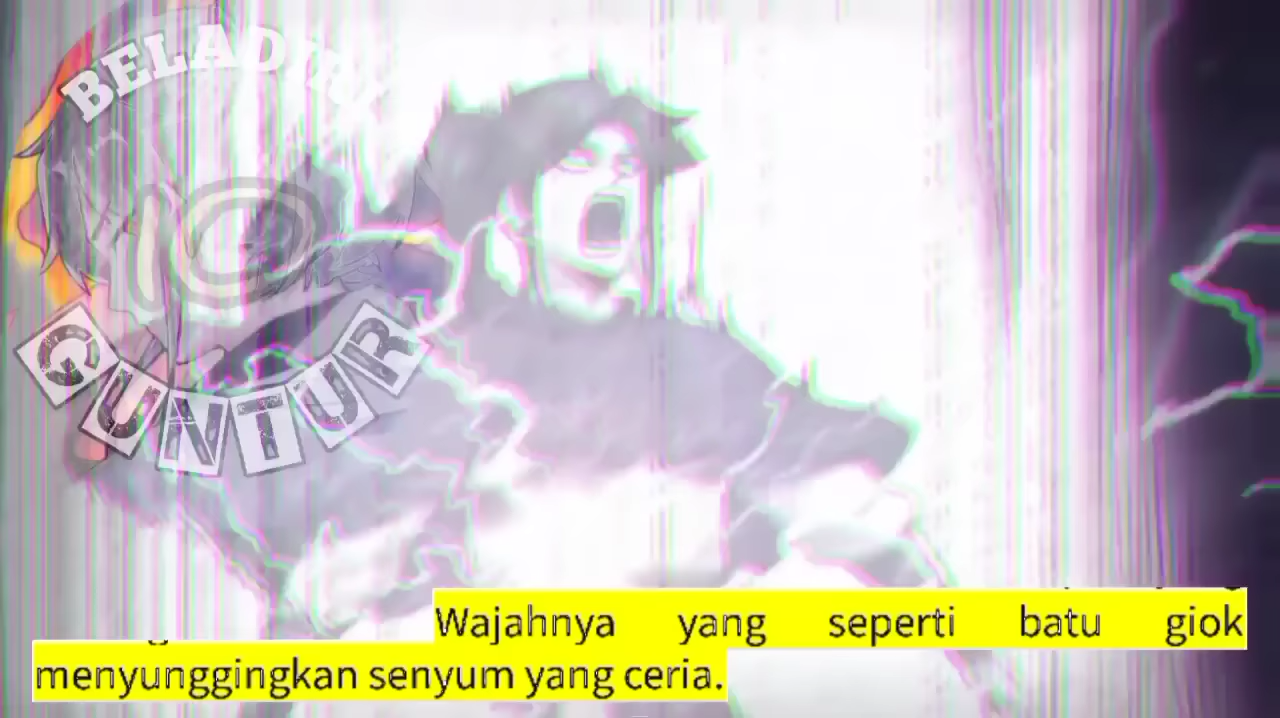 BELADIRI
GUNTUR
Wajahnya yang seperti batu giok
menyunggingkan senyum yang ceria.